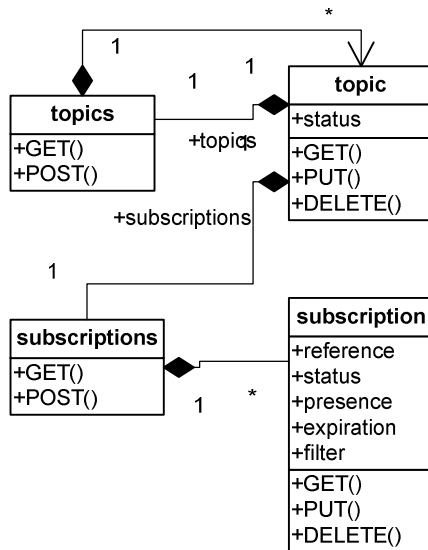 *
1
1
1
topics
+GET()
+POST()
topic
+status
+GET()
+PUT()
+DELETE()
+topics
+subscriptions
1
subscriptions
+GET()
+POST()
1
*
subscription
+reference
+status
+presence
+expiration
+filter
+GET()
+PUT()
+DELETE()